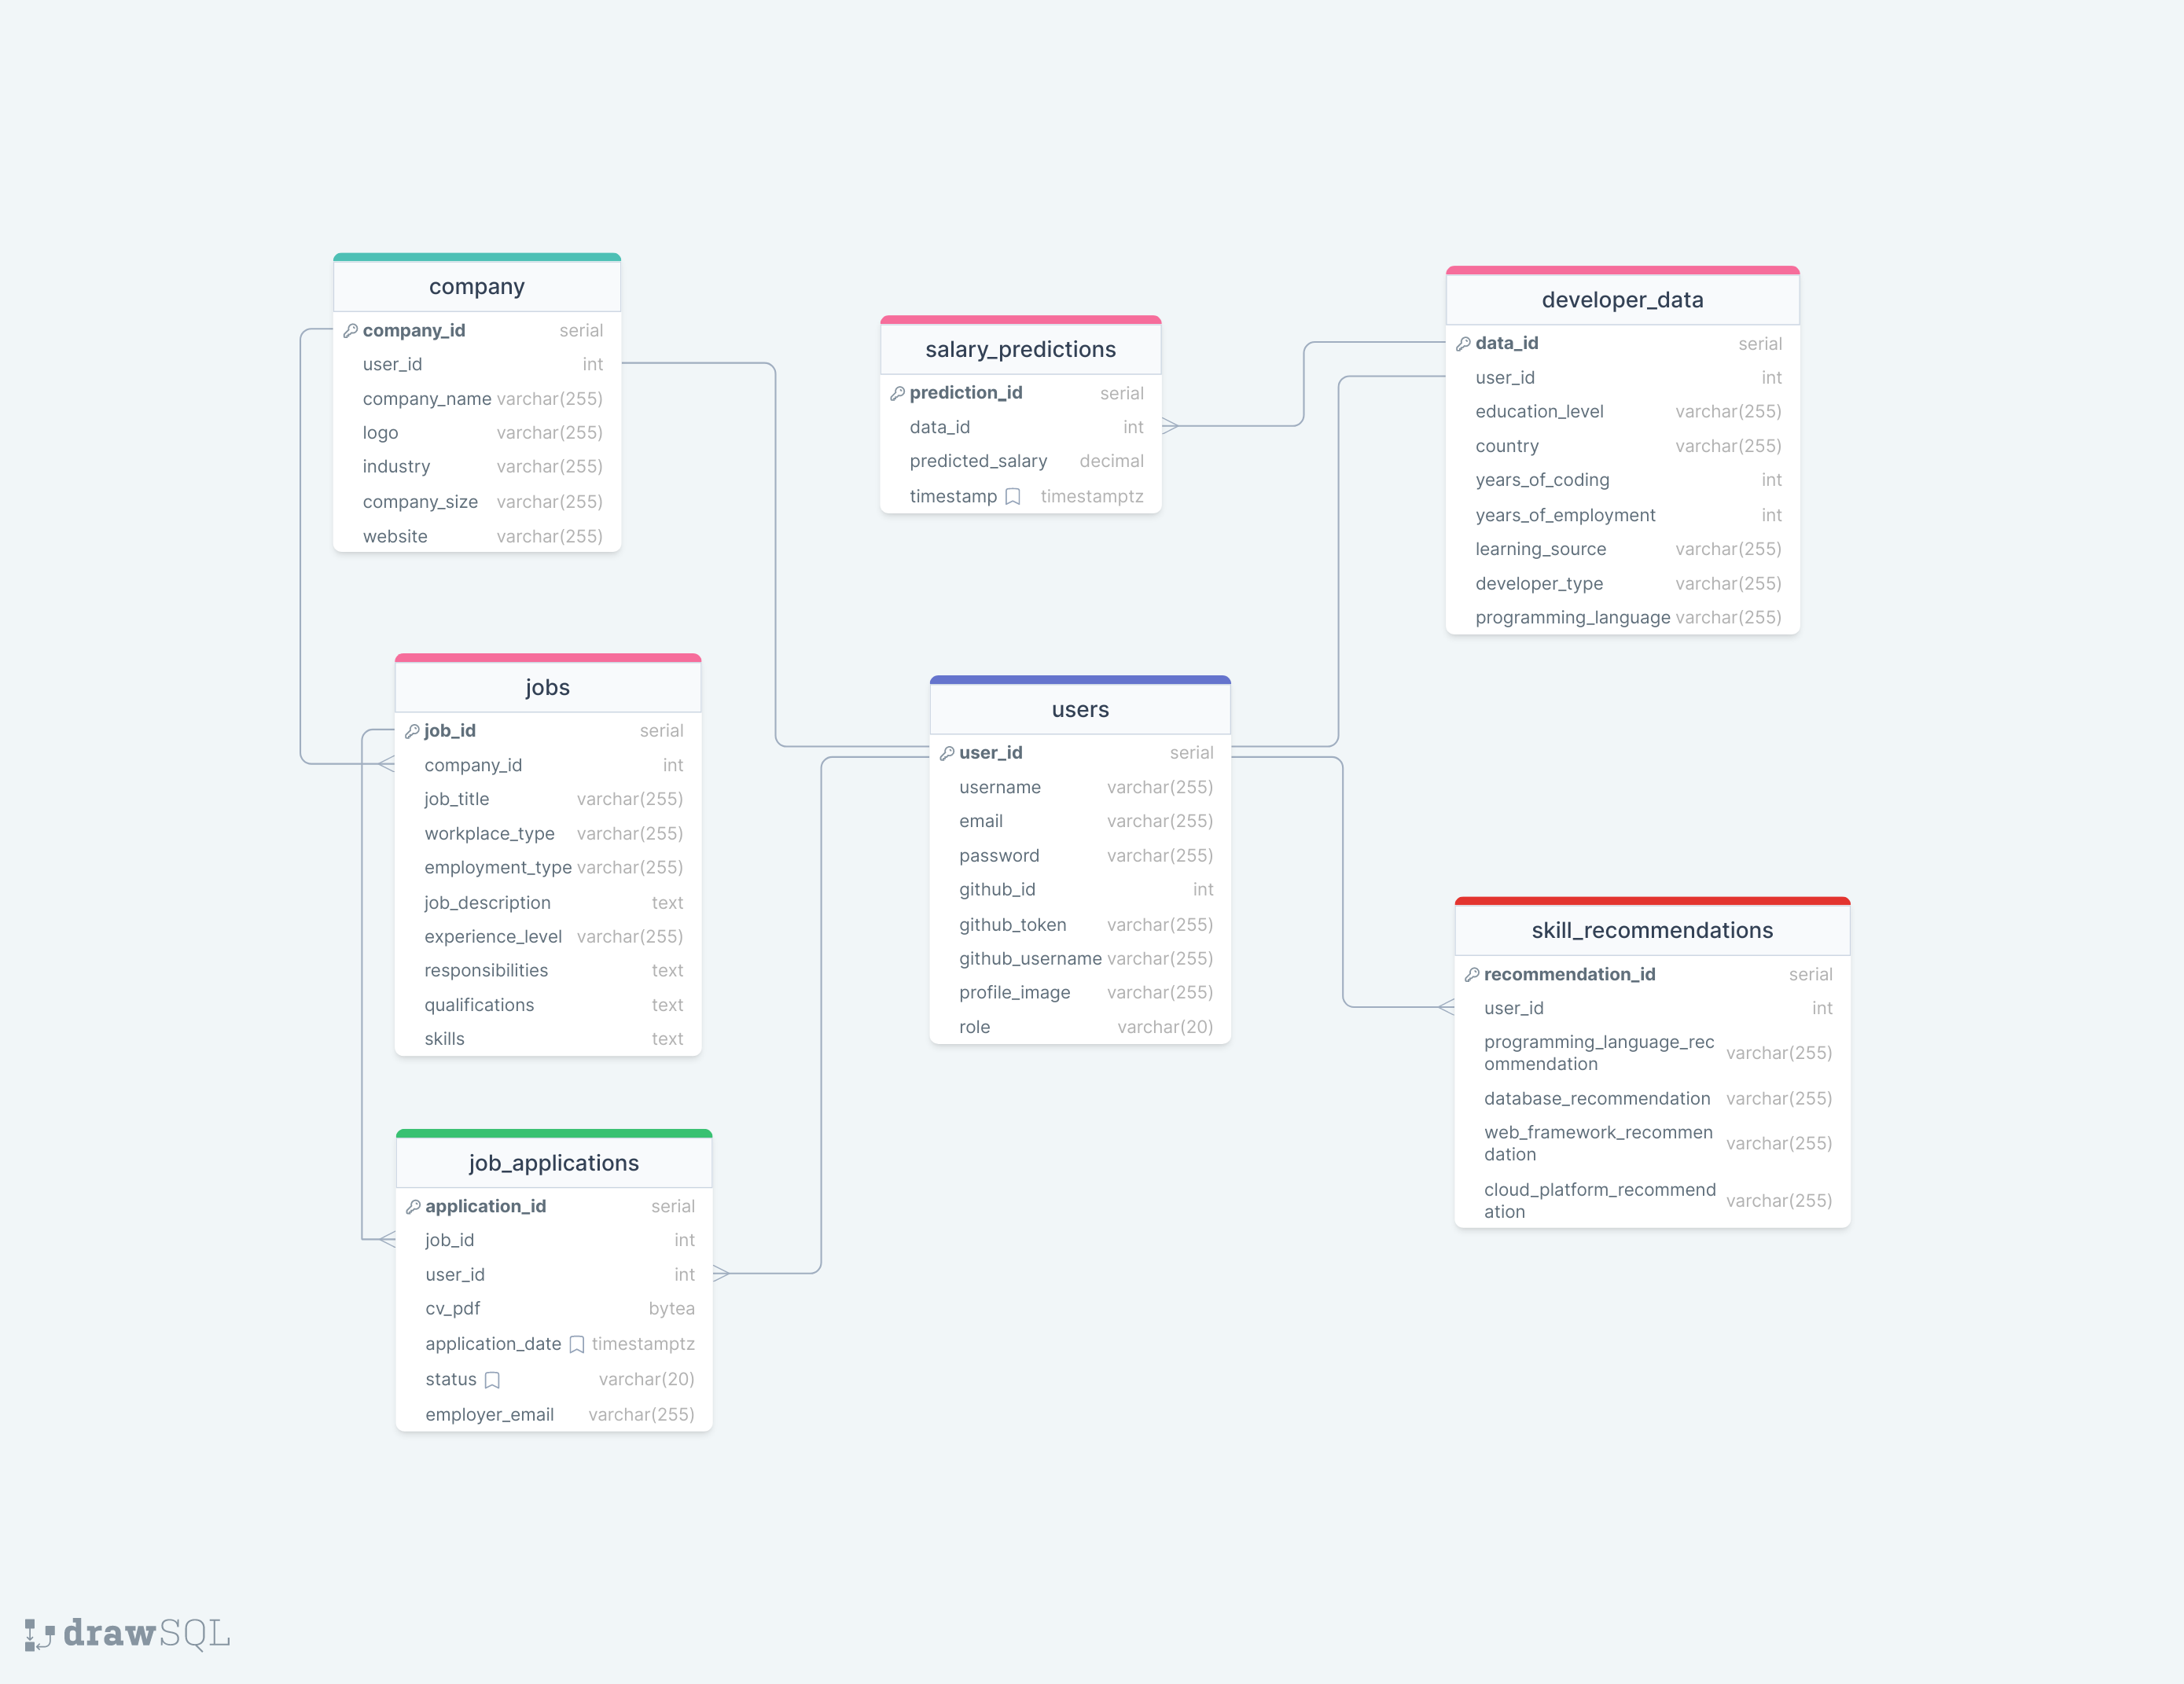 company
company_id serial
user_id int
company_name varchar(255)
logo varchar(255)
industry varchar(255)
company_size varchar(255)
website varchar(255)
salary_predictions
prediction_id serial
data_id int
predicted_salary decimal
timestamp timestamptz
developer_data
data_id serial
user_id int
education_level varchar(255)
country varchar(255)
years_of_coding int
years_of_employment int
learning_source varchar(255)
developer_type varchar(255)
programming_language varchar(255)
jobs
job_id serial
company_id int
job_title varchar(255)
workplace_type varchar(255)
employment_type varchar(255)
job_description text
experience_level varchar(255)
responsibilities text
qualifications text
skills text
users
user_id serial
username varchar(255)
email varchar(255)
password varchar(255)
github_id int
github_token varchar(255)
github_username varchar(255)
profile_image varchar(255)
role varchar(20)
skill_recommendations
recommendation_id serial
user_id int
programming_language_rec
ommendation varchar(255)
database_recommendation varchar(255)
web_framework_recommen
dation varchar(255)
cloud_platform_recommend
ation varchar(255)
job_applications
application_id serial
job_id int
user_id int
cv_pdf bytea
application_date timestamptz
status varchar(20)
employer_email varchar(255)
drawSQL